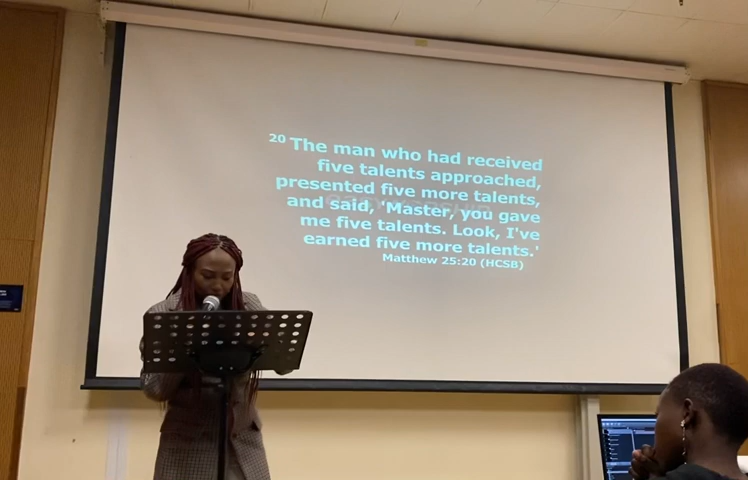 20 The man who had received
five talents approached,
presented five more talents,
and said, 'Master, you gave
me five talents. Look, I've
earned five more talents.'
Matthew 25:20 (HCSB)